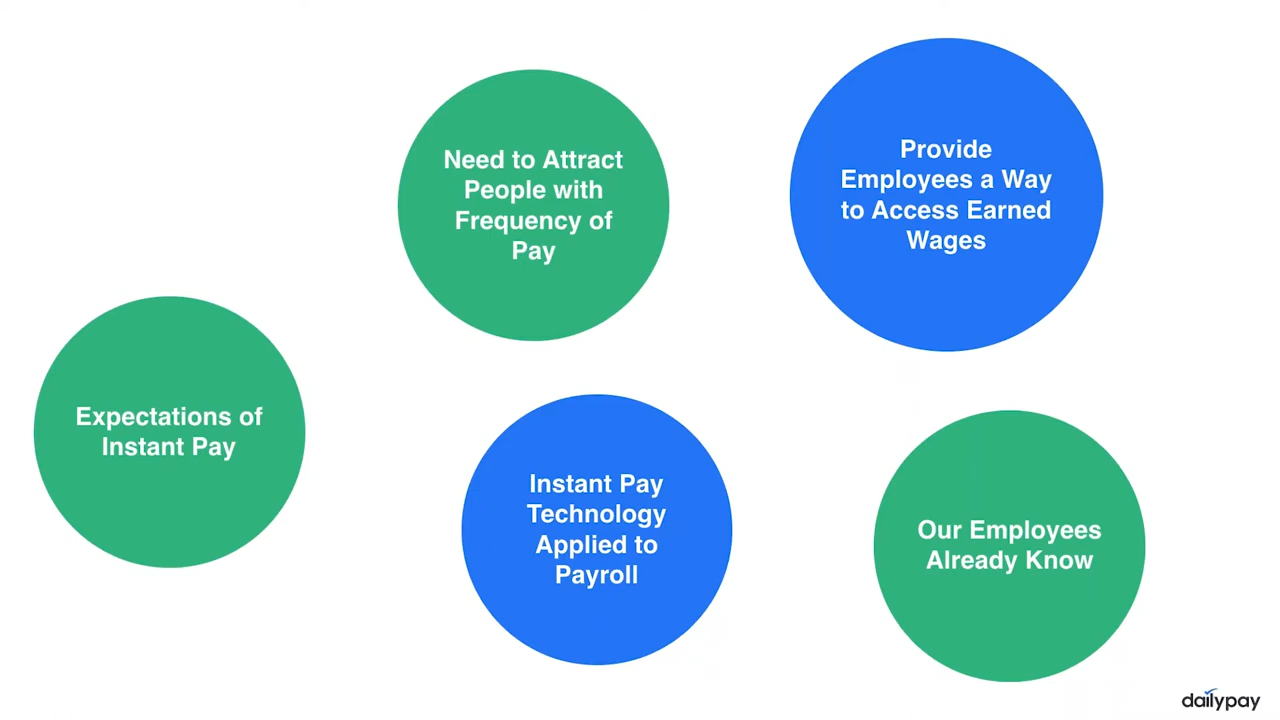 Need to Attract
People with
Frequency of
Pay
Provide
Employees a Way
to Access Earned
Wages
Expectations of
Instant Pay
Instant Pay
Technology
Applied to
Payroll
Our Employees
Already Know
dailypay